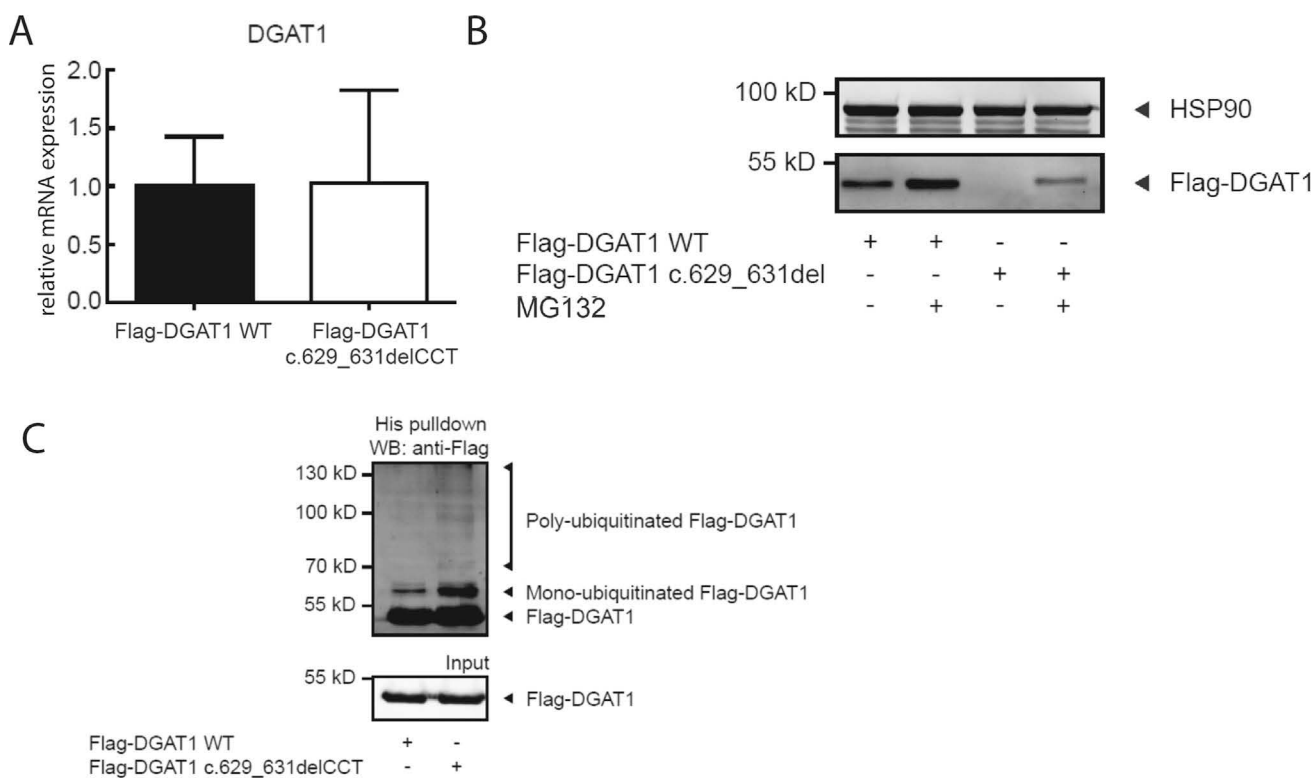 A
DGAT1
relative mRNA expression
2.0
1.5
1.0
0.5
0.0
Flag-DGAT1 WT
Flag-DGAT1
c.629_631delCCT
B
100 kD
HSP90
55 kD
Flag-DGAT1
Flag-DGAT1 WT + + - -
Flag-DGAT1 c.629_631del - - + +
MG132 - + - +
C
His pulldown
WB: anti-Flag
130 kD
100 kD
Poly-ubiquitinated Flag-DGAT1
70 kD
Mono-ubiquitinated Flag-DGAT1
55 kD
Flag-DGAT1
Input
55 kD
Flag-DGAT1
Flag-DGAT1 WT + -
Flag-DGAT1 c.629_631delCCT - +